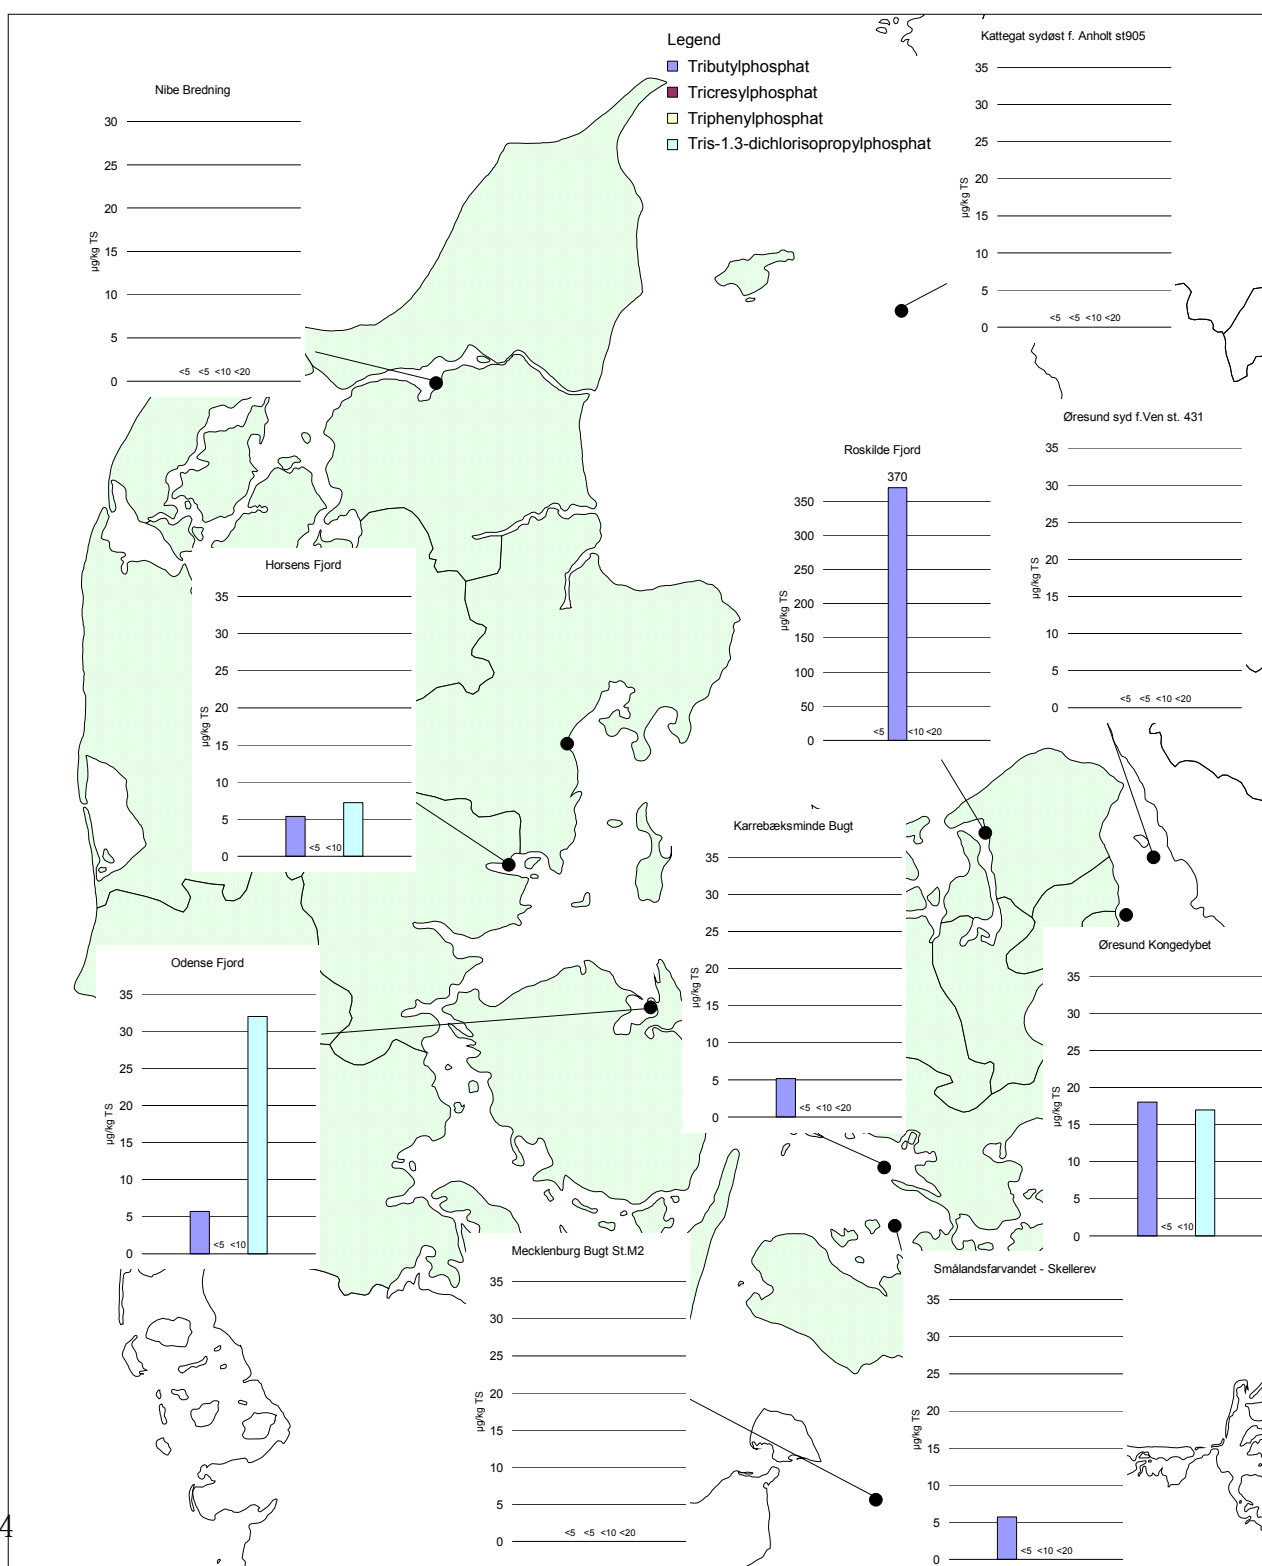 Legend
Tributylphosphat
Tricresylphosphat
Triphenylphosphat
Tris-1.3-dichlorisopropylphosphat
Kattegat sydøst f. Anholt st905
35
30
25
20
15
10
5
0
µg/kg TS
<5 <5 <10 <20
Nibe Bredning
30
25
20
15
10
5
0
µg/kg TS
<5 <5 <10 <20
Øresund syd f.Ven st. 431
35
30
25
20
15
10
5
0
µg/kg TS
<5 <5 <10 <20
Roskilde Fjord
370
350
300
250
200
150
100
50
0
µg/kg TS
<5 <10 <20
Horsens Fjord
35
30
25
20
15
10
5
0
µg/kg TS
<5 <10
Karrebæksminde Bugt
35
30
25
20
15
10
5
0
µg/kg TS
<5 <10 <20
Øresund Kongedybet
35
30
25
20
15
10
5
0
µg/kg TS
<5 <10
Odense Fjord
35
30
25
20
15
10
5
0
µg/kg TS
<5 <10
Mecklenburg Bugt St.M2
35
30
25
20
15
10
5
0
µg/kg TS
<5 <5 <10 <20
Smålandsfarvandet - Skellerev
35
30
25
20
15
10
5
0
µg/kg TS
<5 <10 <20
4